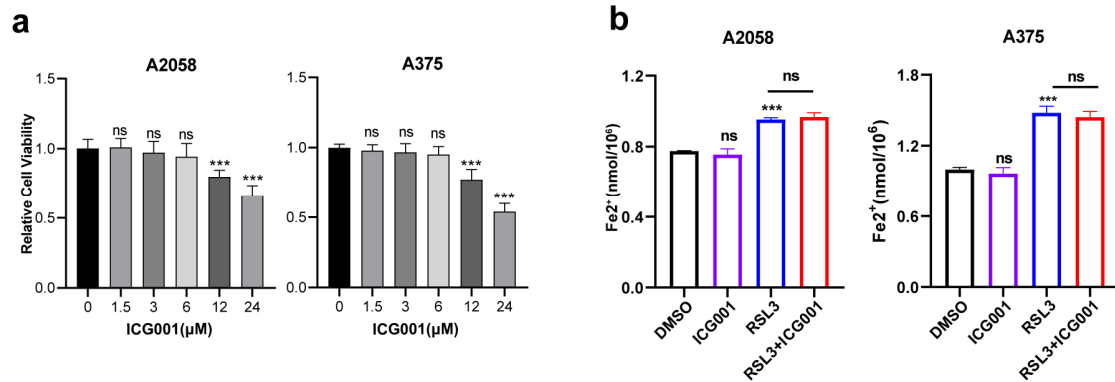 a
A2058
Relative Cell Viability
1.5
1.0
0.5
0.0
ns
ns
ns
***
***
0 1.5 3 6 12 24
ICG001(μM)
A375
1.5
1.0
0.5
0.0
ns
ns
ns
***
***
0 1.5 3 6 12 24
ICG001(μM)
b
A2058
Fe2⁺(nmol/10⁶)
1.2
0.8
0.4
0.0
ns
***
ns
DMSO
ICG001
RSL3
RSL3+ICG001
A375
Fe2⁺(nmol/10⁶)
1.8
1.2
0.6
0.0
ns
***
ns
DMSO
ICG001
RSL3
RSL3+ICG001